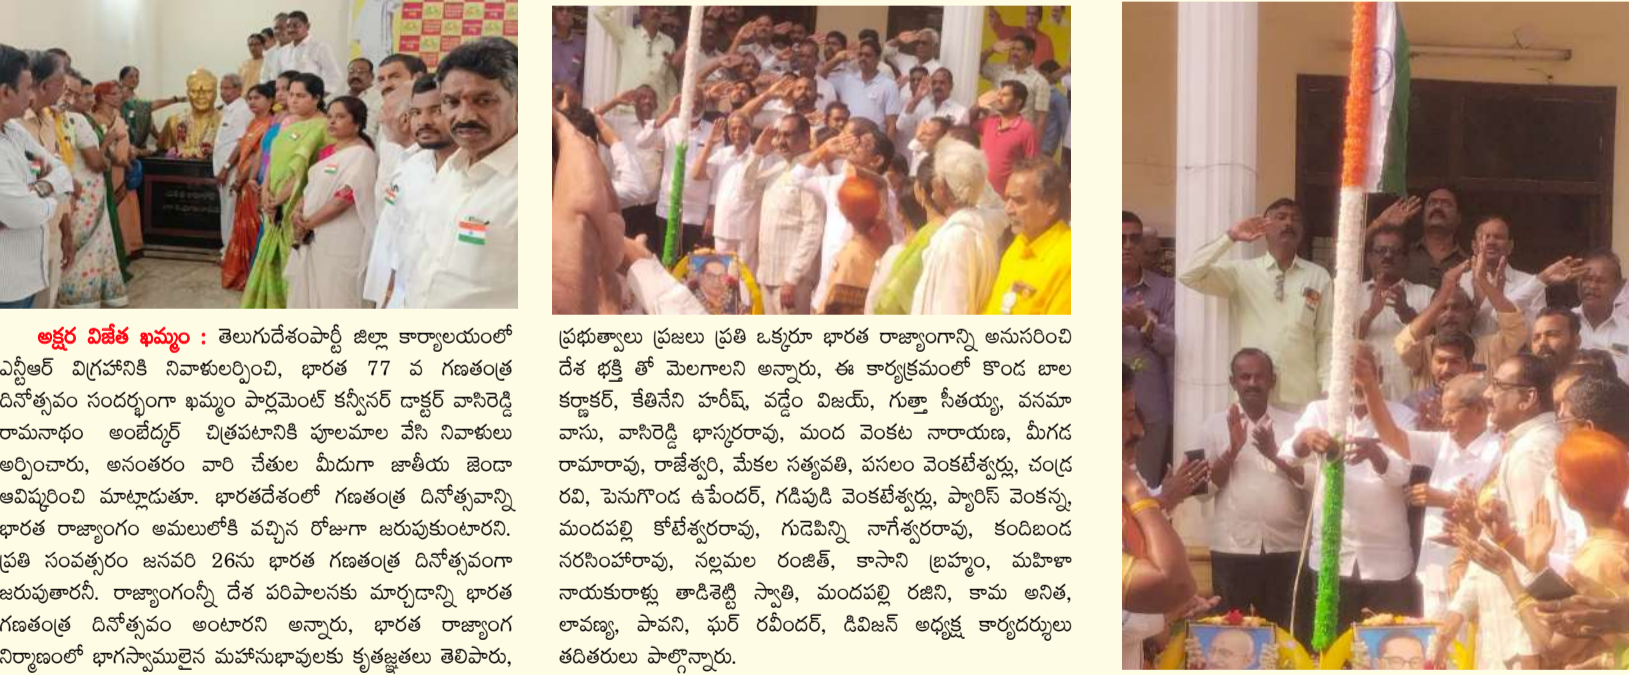 అక్షర విజేత ఖమ్మం : తెలుగుదేశంపార్టీ జిల్లా కార్యాలయంలో
ఎన్టీఆర్ విగ్రహానికి నివాళులర్పించి, భారత 77 వ గణతంత్ర
దినోత్సవం సందర్భంగా ఖమ్మం పార్లమెంట్ కన్వీనర్ డాక్టర్ వాసిరెడ్డి
రామనాథం అంబేద్కర్ చిత్రపటానికి పూలమాల వేసి నివాళులు
అర్పించారు, అనంతరం వారి చేతుల మీదుగా జాతీయ జెండా
ఆవిష్కరించి మాట్లాడుతూ. భారతదేశంలో గణతంత్ర దినోత్సవాన్ని
భారత రాజ్యాంగం అమలులోకి వచ్చిన రోజుగా జరుపుకుంటారని.
ప్రతి సంవత్సరం జనవరి 26ను భారత గణతంత్ర దినోత్సవంగా
జరుపుతారనీ. రాజ్యాంగంన్నీ దేశ పరిపాలనకు మార్చడాన్ని భారత
గణతంత్ర దినోత్సవం అంటారని అన్నారు, భారత రాజ్యాంగ
నిర్మాణంలో భాగస్వాములైన మహానుభావులకు కృతజ్ఞతలు తెలిపారు,
ప్రభుత్వాలు ప్రజలు ప్రతి ఒక్కరూ భారత రాజ్యాంగాన్ని అనుసరించి
దేశ భక్తి తో మెలగాలని అన్నారు, ఈ కార్యక్రమంలో కొండ బాల
కర్ణాకర్, కేతినేని హరీష్, వడ్డేం విజయ్, గుత్తా సీతయ్య, వనమా
వాసు, వాసిరెడ్డి భాస్కరరావు, మంద వెంకట నారాయణ, మీగడ
రామారావు, రాజేశ్వరి, మేకల సత్యవతి, పసలం వెంకటేశ్వర్లు, చంద్ర
రవి, పెనుగొండ ఉపేందర్, గడిపుడి వెంకటేశ్వర్లు, ప్యారిస్ వెంకన్న,
మందపల్లి కోటేశ్వరరావు, గుడెపిన్ని నాగేశ్వరరావు, కందిబండ
నరసింహారావు, నల్లమల రంజిత్, కాసాని బ్రహ్మం, మహిళా
నాయకురాళ్లు తాడిశెట్టి స్వాతి, మందపల్లి రజిని, కామ అనిత,
లావణ్య, పావని, ఘర్ రవీందర్, డివిజన్ అధ్యక్ష కార్యదర్శులు
తదితరులు పాల్గొన్నారు.